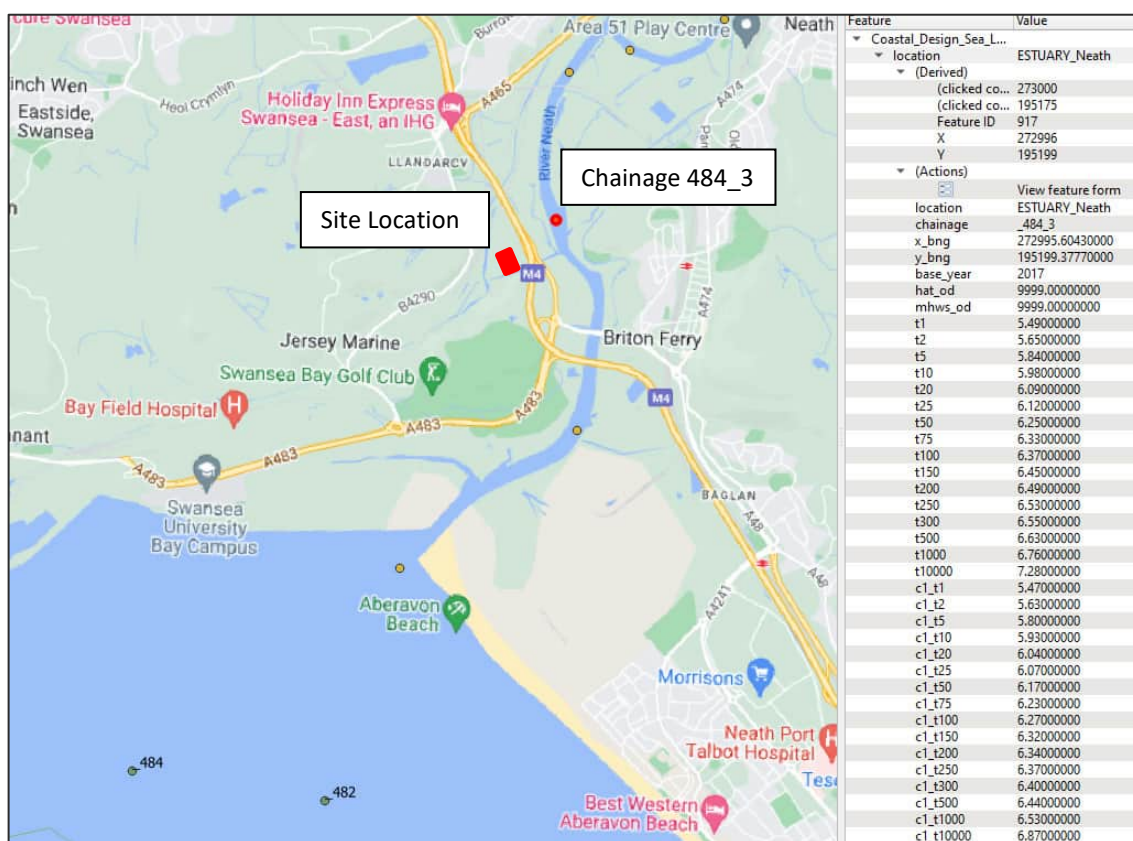 cure Swansea
Area 51 Play Centre
Neath
Burrow
inch Wen
Eastside,
Swansea
Heol Crymlyn
A465
Holiday Inn Express
Swansea - East, an IHG
LLANDARCY
River Neath
A474
Chainage 484_3
Site Location
M4
B4290
A474
Jersey Marine
Briton Ferry
Swansea Bay Golf Club
Bay Field Hospital
M4
A483
A483
nnant
A483
A483
Swansea
University
Bay Campus
BAGLAN
A48
A48
Aberavon
Beach
A4241
Morrisons
Neath Port
Talbot Hospital
Tesc
484
482
Best Western
Aberavon Beach
Feature Value
Coastal_Design_Sea_L...
location ESTUARY_Neath
(Derived)
(clicked co... 273000
(clicked co... 195175
Feature ID 917
X 272996
Y 195199
(Actions)
View feature form
location ESTUARY_Neath
chainage _484_3
x_bng 272995.60430000
y_bng 195199.37770000
base_year 2017
hat_od 9999.00000000
mhws_od 9999.00000000
t1 5.49000000
t2 5.65000000
t5 5.84000000
t10 5.98000000
t20 6.09000000
t25 6.12000000
t50 6.25000000
t75 6.33000000
t100 6.37000000
t150 6.45000000
t200 6.49000000
t250 6.53000000
t300 6.55000000
t500 6.63000000
t1000 6.76000000
t10000 7.28000000
c1_t1 5.47000000
c1_t2 5.63000000
c1_t5 5.80000000
c1_t10 5.93000000
c1_t20 6.04000000
c1_t25 6.07000000
c1_t50 6.17000000
c1_t75 6.23000000
c1_t100 6.27000000
c1_t150 6.32000000
c1_t200 6.34000000
c1_t250 6.37000000
c1_t300 6.40000000
c1_t500 6.44000000
c1_t1000 6.53000000
c1_t10000 6.87000000